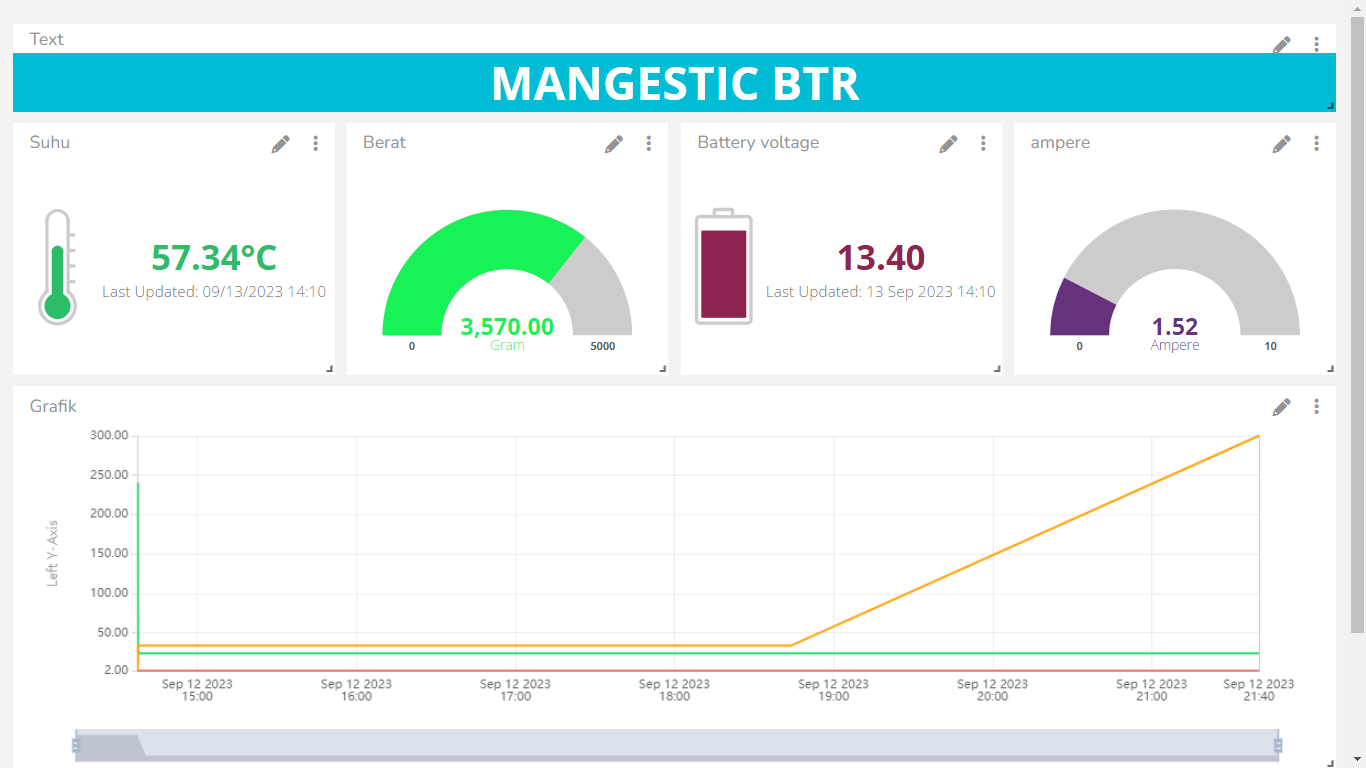 Text
MANGESTIC BTR
Suhu
57.34°C
Last Updated: 09/13/2023 14:10
Berat
3,570.00
Gram
0
5000
Battery voltage
13.40
Last Updated: 13 Sep 2023 14:10
ampere
1.52
Ampere
0
10
Grafik
Left Y-Axis
300.00
250.00
200.00
150.00
100.00
50.00
2.00
Sep 12 2023
15:00
Sep 12 2023
16:00
Sep 12 2023
17:00
Sep 12 2023
18:00
Sep 12 2023
19:00
Sep 12 2023
20:00
Sep 12 2023
21:00
Sep 12 2023
21:40